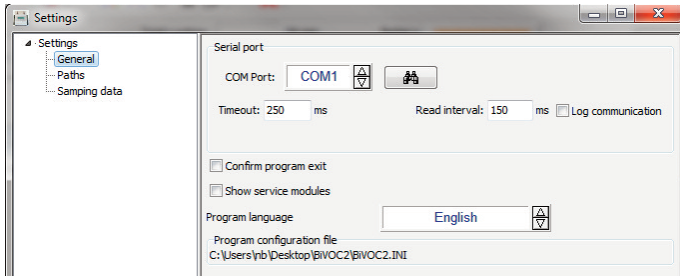 Settings
Settings
General
Paths
Samping data
Serial port
COM Port: COM1
Timeout: 250 ms Read interval: 150 ms Log communication
Confirm program exit
Show service modules
Program language English
Program configuration file
C:\Users\nb\Desktop\BiVOC2\BiVOC2.INI